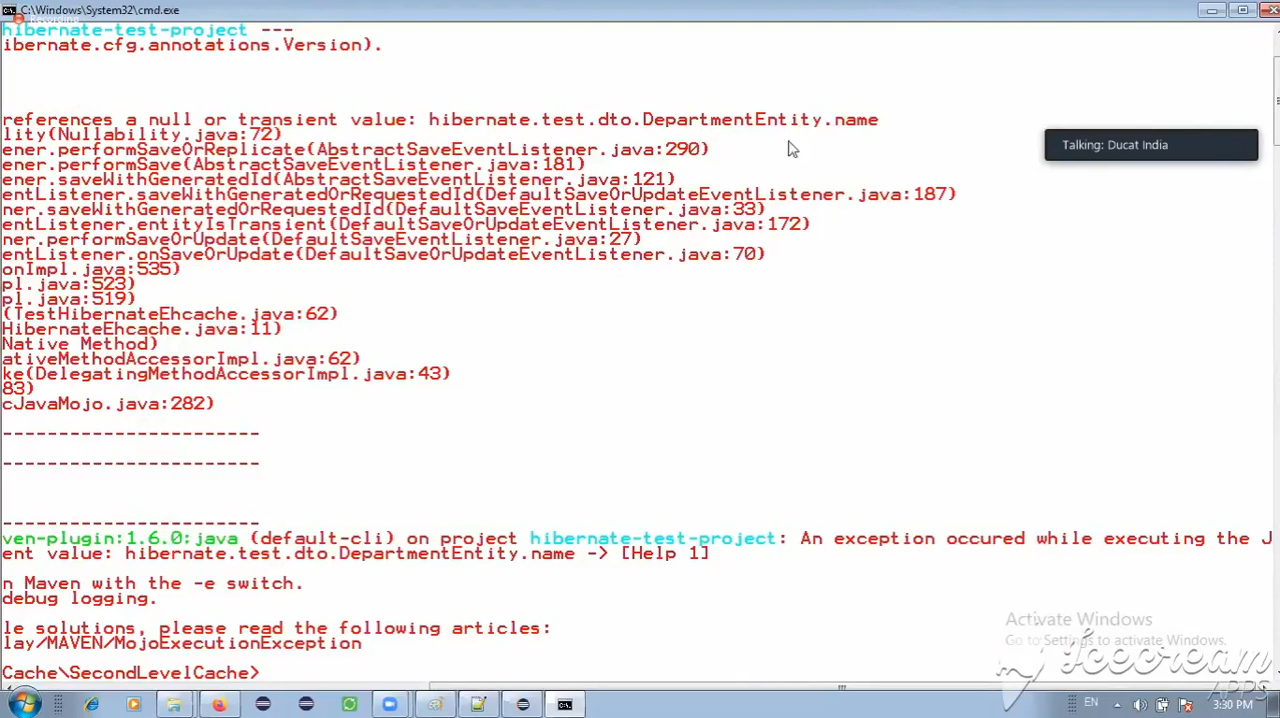 C:\Windows\System32\cmd.exe
Recording
hibernate-test-project ---
ibernate.cfg.annotations.Version).
references a null or transient value: hibernate.test.dto.DepartmentEntity.name
lity(Nullability.java:72)
ener.performSaveOrReplicate(AbstractSaveEventListener.java:290)
ener.performSave(AbstractSaveEventListener.java:181)
ener.saveWithGeneratedId(AbstractSaveEventListener.java:121)
entListener.saveWithGeneratedOrRequestedId(DefaultSaveOrUpdateEventListener.java:187)
ner.saveWithGeneratedOrRequestedId(DefaultSaveEventListener.java:33)
entListener.entityIsTransient(DefaultSaveOrUpdateEventListener.java:172)
ner.performSaveOrUpdate(DefaultSaveEventListener.java:27)
entListener.onSaveOrUpdate(DefaultSaveOrUpdateEventListener.java:70)
onImpl.java:535)
pl.java:523)
pl.java:519)
(TestHibernateEhcache.java:62)
HibernateEhcache.java:11)
Native Method)
ativeMethodAccessorImpl.java:62)
ke(DelegatingMethodAccessorImpl.java:43)
83)
cJavaMojo.java:282)
------------------------
------------------------
------------------------
ven-plugin:1.6.0:java (default-cli) on project hibernate-test-project: An exception occured while executing the J
ent value: hibernate.test.dto.DepartmentEntity.name -> [Help 1]
n Maven with the -e switch.
debug logging.
le solutions, please read the following articles:
lay/MAVEN/MojoExecutionException
Cache\SecondLevelCache>
Talking: Ducat India
Activate Windows
Go to Settings to activate Windows.
Icecream
APPS
EN
3:30 PM